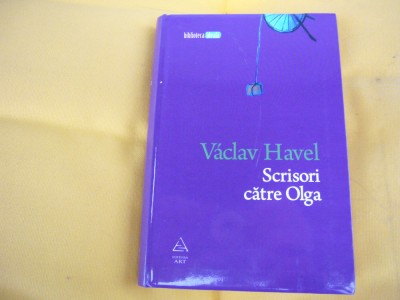 biblioteca
Václav Havel
Scrisori
către Olga
EDITURA
ART